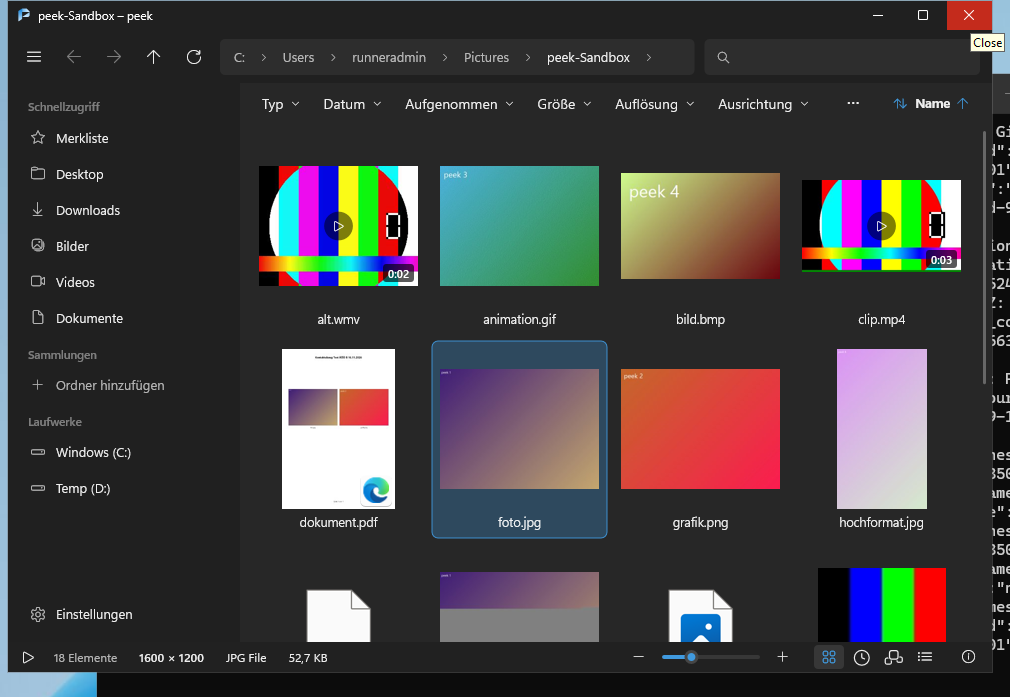 peek-Sandbox – peek
Close
C: Users runneradmin Pictures peek-Sandbox
Schnellzugriff
Merkliste
Desktop
Downloads
Bilder
Videos
Dokumente
Sammlungen
Ordner hinzufügen
Laufwerke
Windows (C:)
Temp (D:)
Einstellungen
Typ Datum Aufgenommen Größe Auflösung Ausrichtung ··· Name
0:02
peek 3
peek 4
0:03
alt.wmv animation.gif bild.bmp clip.mp4
peek 2
dokument.pdf foto.jpg grafik.png hochformat.jpg
18 Elemente 1600 × 1200 JPG File 52,7 KB